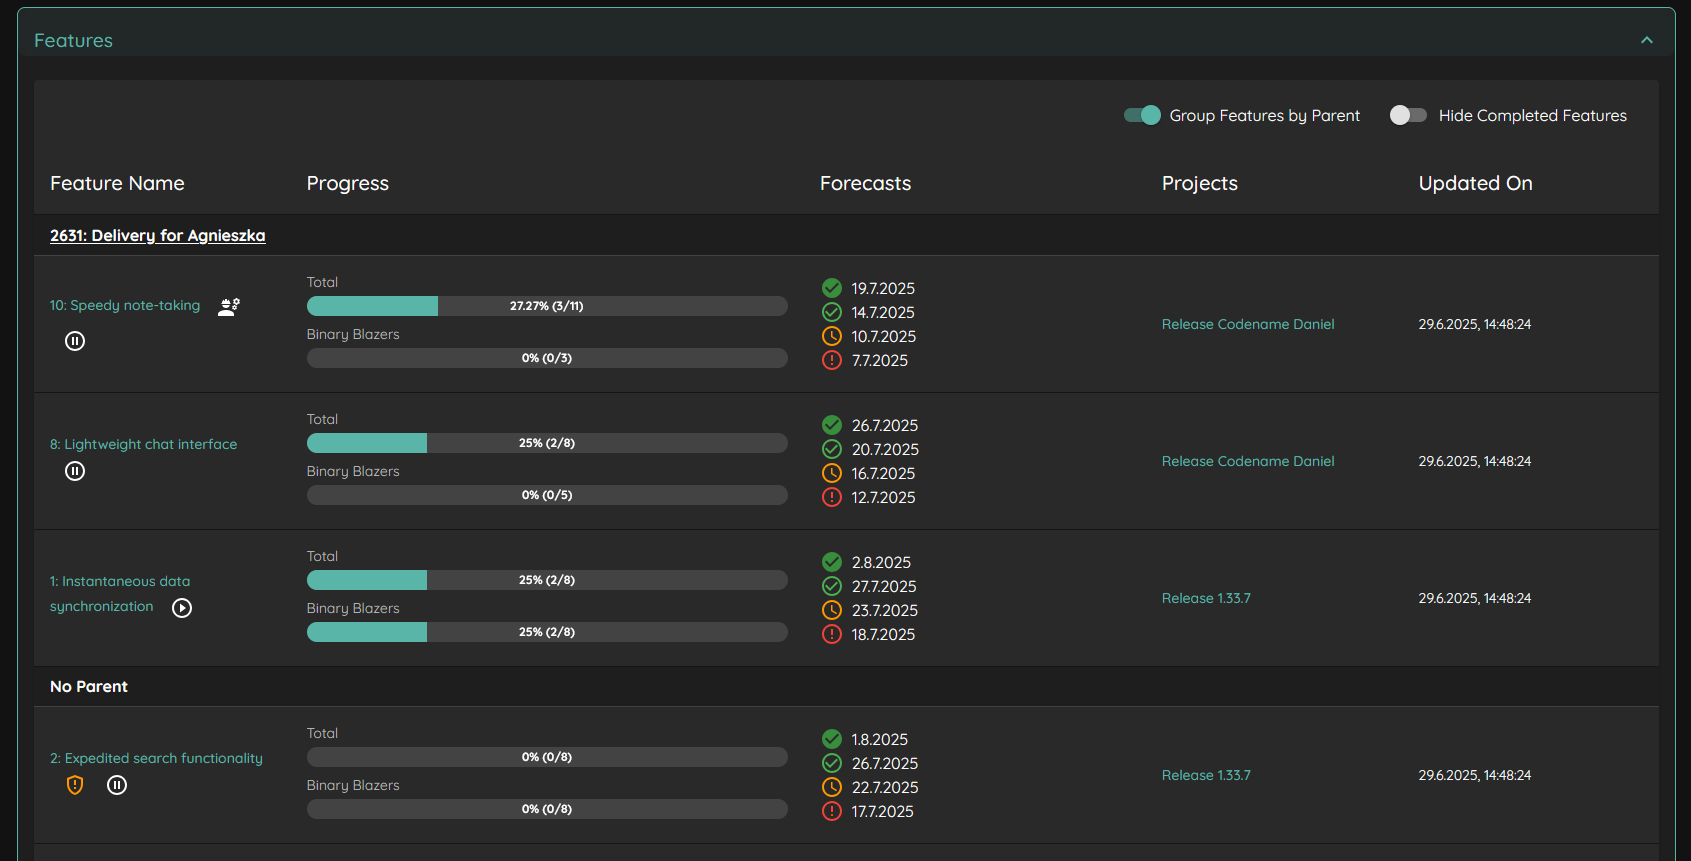 Features
Group Features by Parent
Hide Completed Features
Feature Name
Progress
Forecasts
Projects
Updated On
2631: Delivery for Agnieszka
10: Speedy note-taking
Total
27.27% (3/11)
Binary Blazers
0% (0/3)
19.7.2025
14.7.2025
10.7.2025
7.7.2025
Release Codename Daniel
29.6.2025, 14:48:24
8: Lightweight chat interface
Total
25% (2/8)
Binary Blazers
0% (0/5)
26.7.2025
20.7.2025
16.7.2025
12.7.2025
Release Codename Daniel
29.6.2025, 14:48:24
1: Instantaneous data
synchronization
Total
25% (2/8)
Binary Blazers
25% (2/8)
2.8.2025
27.7.2025
23.7.2025
18.7.2025
Release 1.33.7
29.6.2025, 14:48:24
No Parent
2: Expedited search functionality
Total
0% (0/8)
Binary Blazers
0% (0/8)
1.8.2025
26.7.2025
22.7.2025
17.7.2025
Release 1.33.7
29.6.2025, 14:48:24